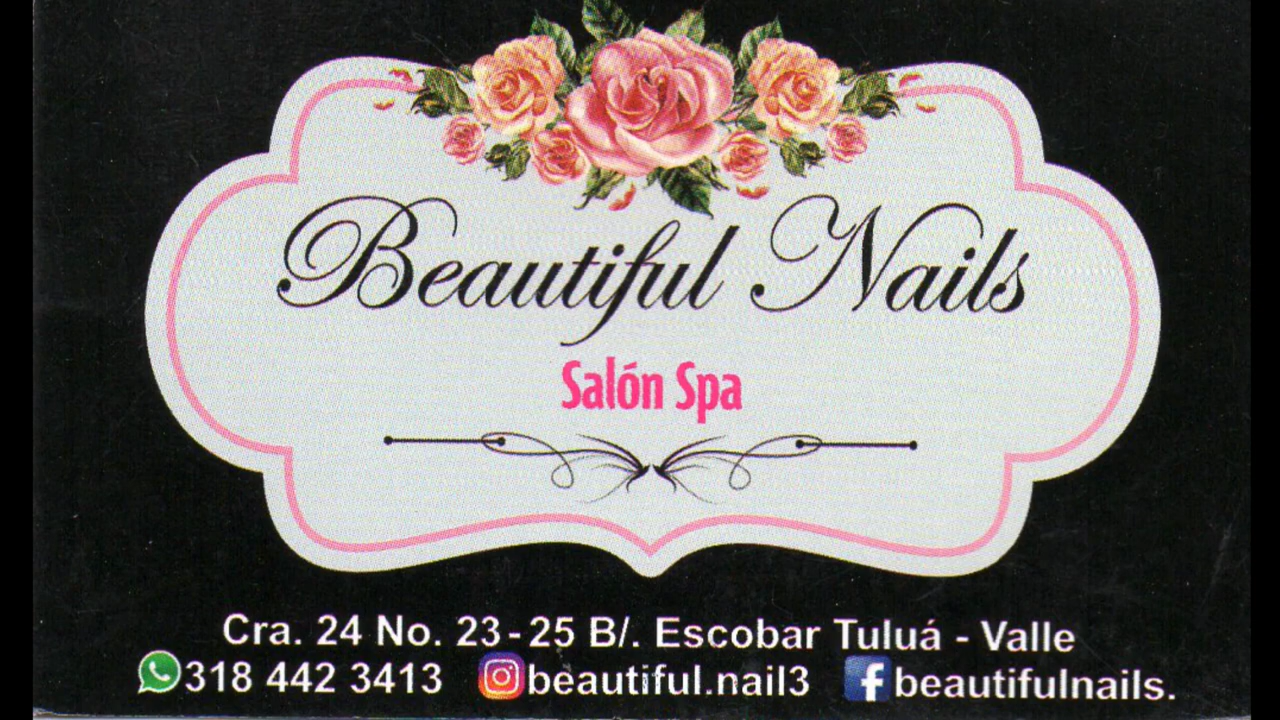 Beautiful Nails
Salón Spa
Cra. 24 No. 23-25 B/. Escobar Tuluá - Valle
318 442 3413 beautiful.nail3 beautifulnails.